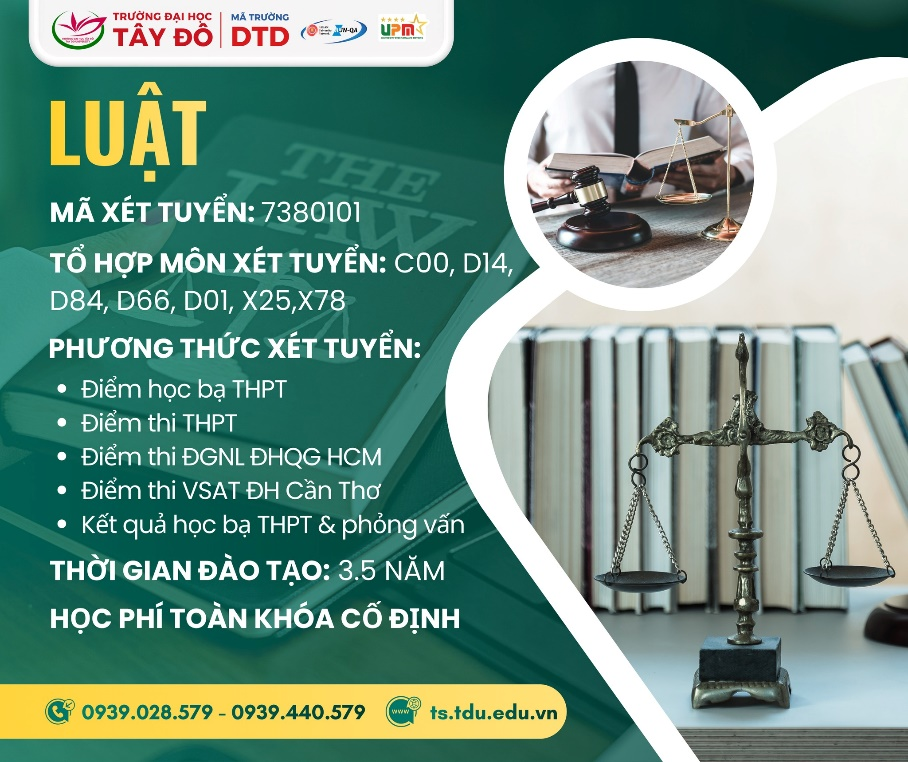 TRƯỜNG ĐẠI HỌC
TÂY ĐÔ
MÃ TRƯỜNG
DTD
UPM
LUẬT
MÃ XÉT TUYỂN: 7380101
TỔ HỢP MÔN XÉT TUYỂN: C00, D14,
D84, D66, D01, X25,X78
PHƯƠNG THỨC XÉT TUYỂN:
• Điểm học bạ THPT
• Điểm thi THPT
• Điểm thi ĐGNL ĐHQG HCM
• Điểm thi VSAT ĐH Cần Thơ
• Kết quả học bạ THPT & phỏng vấn
THỜI GIAN ĐÀO TẠO: 3.5 NĂM
HỌC PHÍ TOÀN KHÓA CỐ ĐỊNH
THE
LAW
0939.028.579 - 0939.440.579
www
ts.tdu.edu.vn